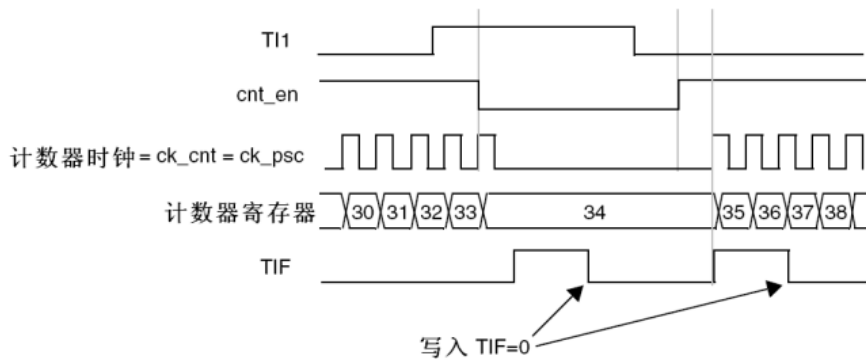 TI1
cnt_en
计数器时钟 = ck_cnt = ck_psc
计数器寄存器 30 31 32 33 34 35 36 37 38
TIF
写入 TIF=0